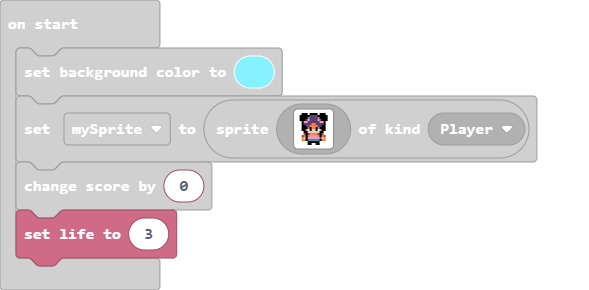 on start
set background color to
set mySprite to sprite of kind Player
change score by 0
set life to 3